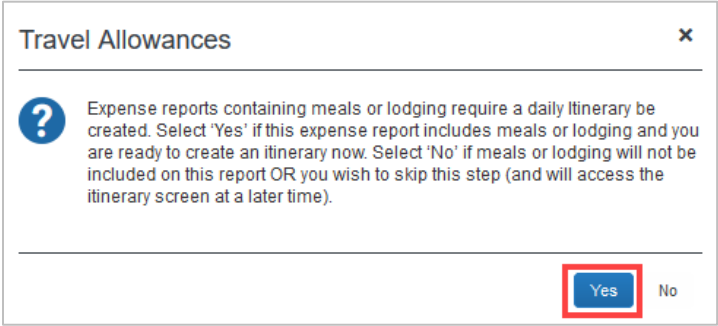 Travel Allowances ×
? Expense reports containing meals or lodging require a daily Itinerary be
created. Select ‘Yes’ if this expense report includes meals or lodging and you
are ready to create an itinerary now. Select ‘No’ if meals or lodging will not be
included on this report OR you wish to skip this step (and will access the
itinerary screen at a later time).
Yes No